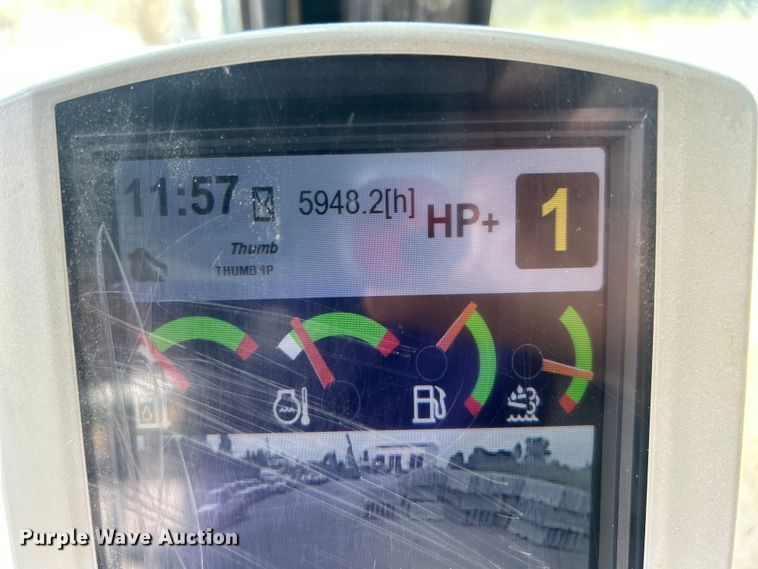 11:57 5948.2[h] HP+ 1
Thumb
THUMB 1P
Purple Wave Auction